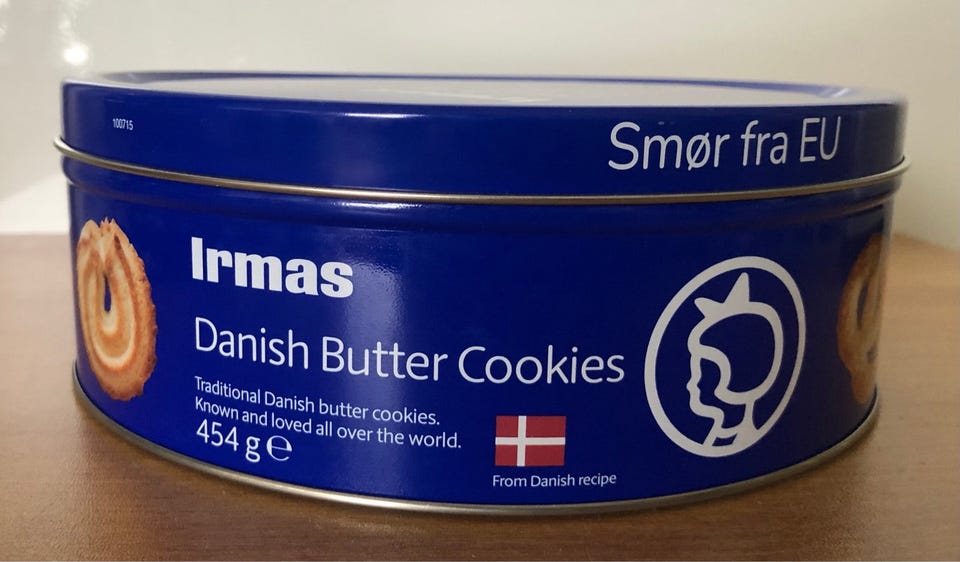 100715
Smør fra EU
Irmas
Danish Butter Cookies
Traditional Danish butter cookies.
Known and loved all over the world.
454 g ℮
From Danish recipe